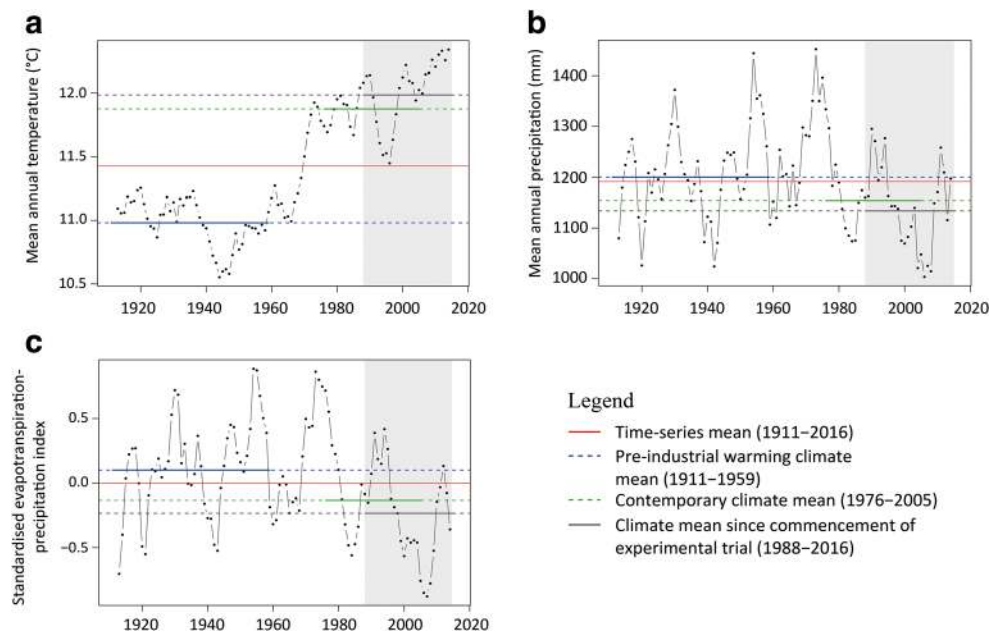 a
Mean annual temperature (°C)
12.0
11.5
11.0
10.5
1920 1940 1960 1980 2000 2020
b
Mean annual precipitation (mm)
1400
1300
1200
1100
1000
1920 1940 1960 1980 2000 2020
c
Standardised evapotranspiration-
precipitation index
0.5
0.0
−0.5
1920 1940 1960 1980 2000 2020
Legend
Time-series mean (1911–2016)
Pre-industrial warming climate
mean (1911–1959)
Contemporary climate mean (1976–2005)
Climate mean since commencement of
experimental trial (1988–2016)